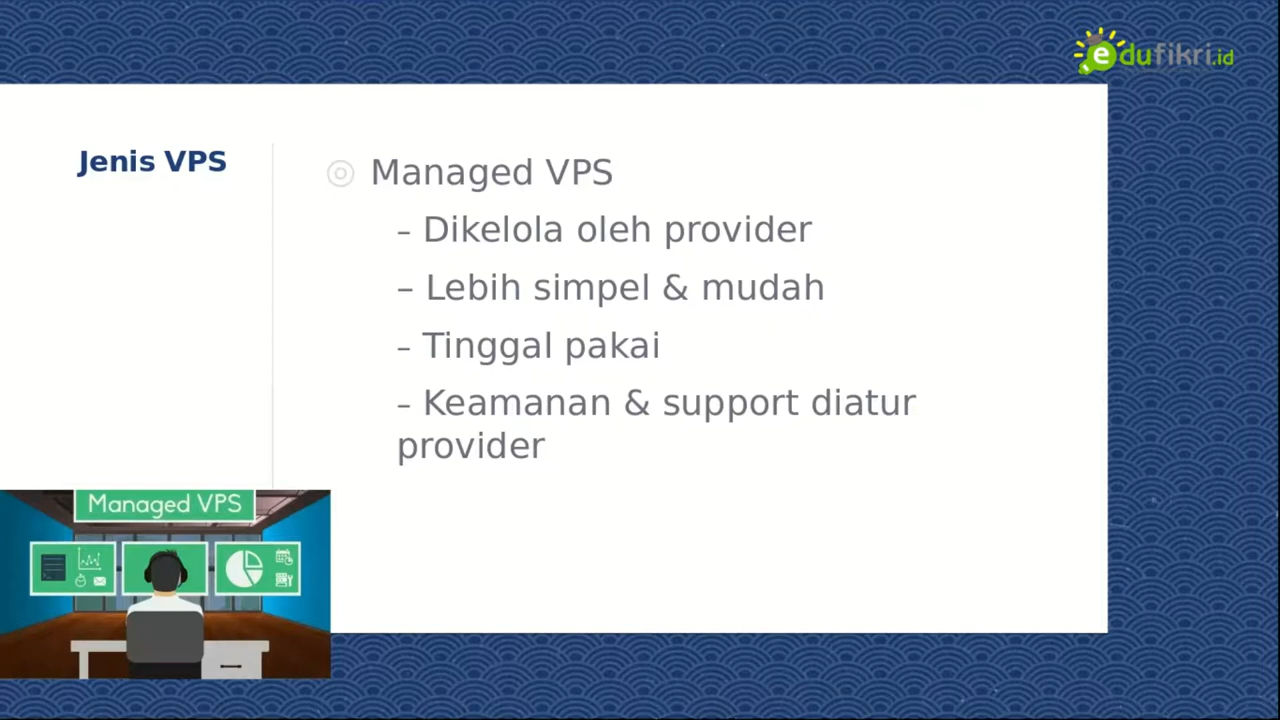 edufikri.id
Jenis VPS
Managed VPS
– Dikelola oleh provider
– Lebih simpel & mudah
– Tinggal pakai
– Keamanan & support diatur
provider
Managed VPS